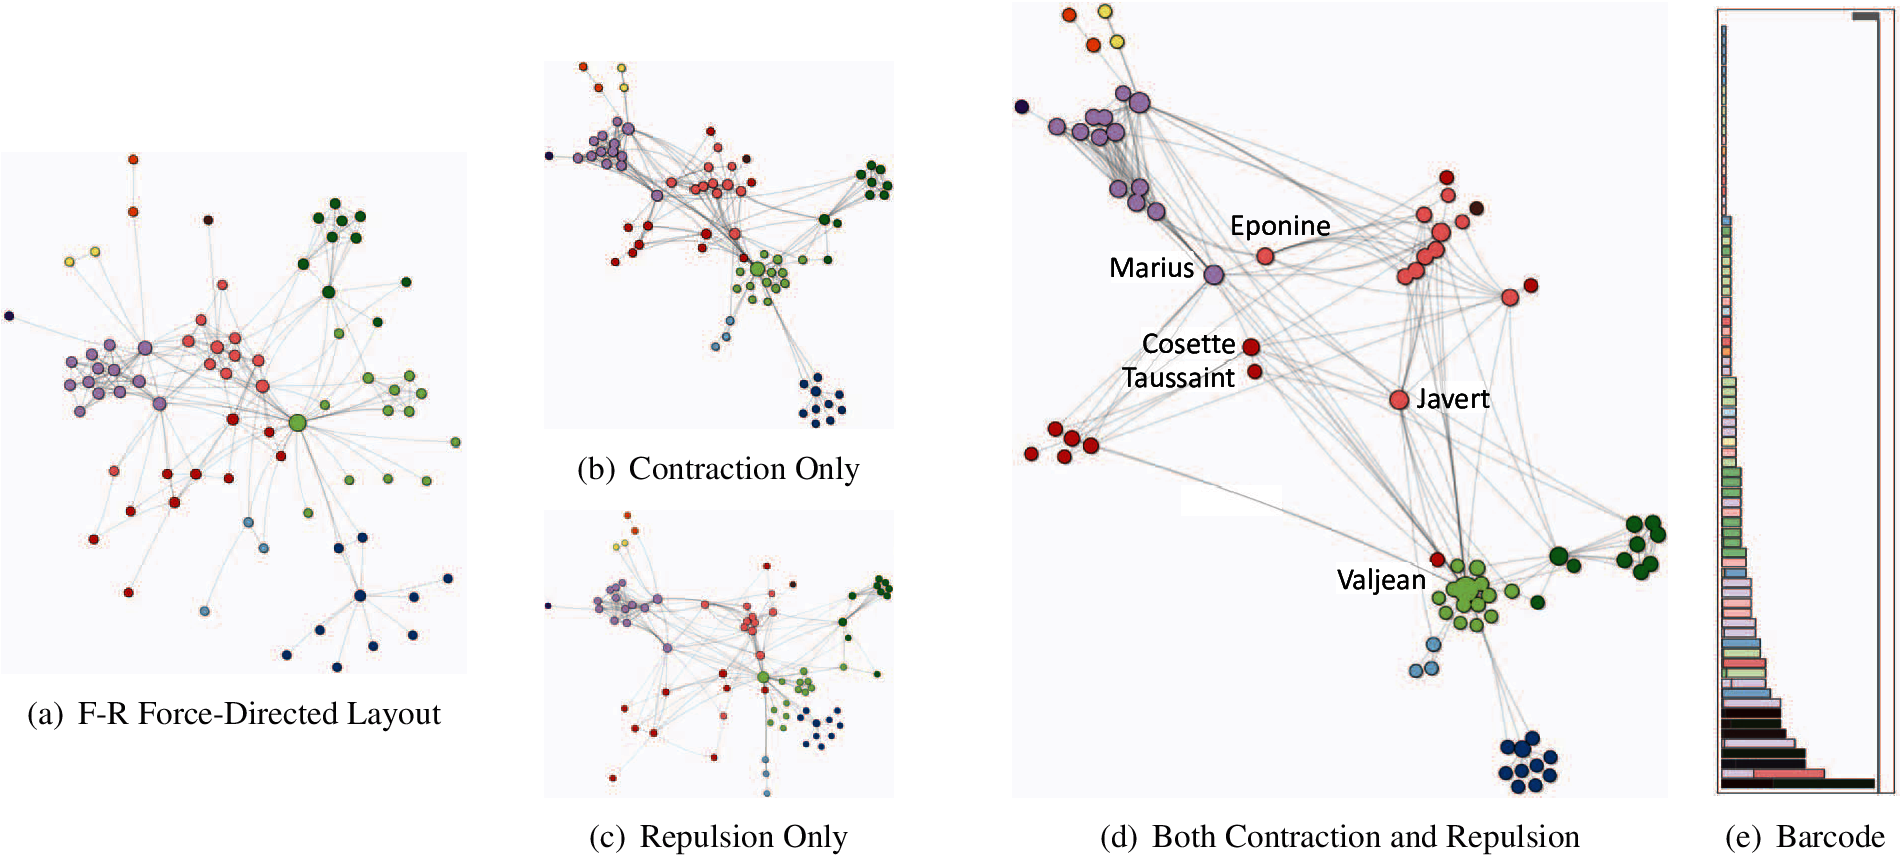 Eponine
Marius
Cosette
Taussaint
Javert
Valjean
(a) F-R Force-Directed Layout
(b) Contraction Only
(c) Repulsion Only
(d) Both Contraction and Repulsion
(e) Barcode